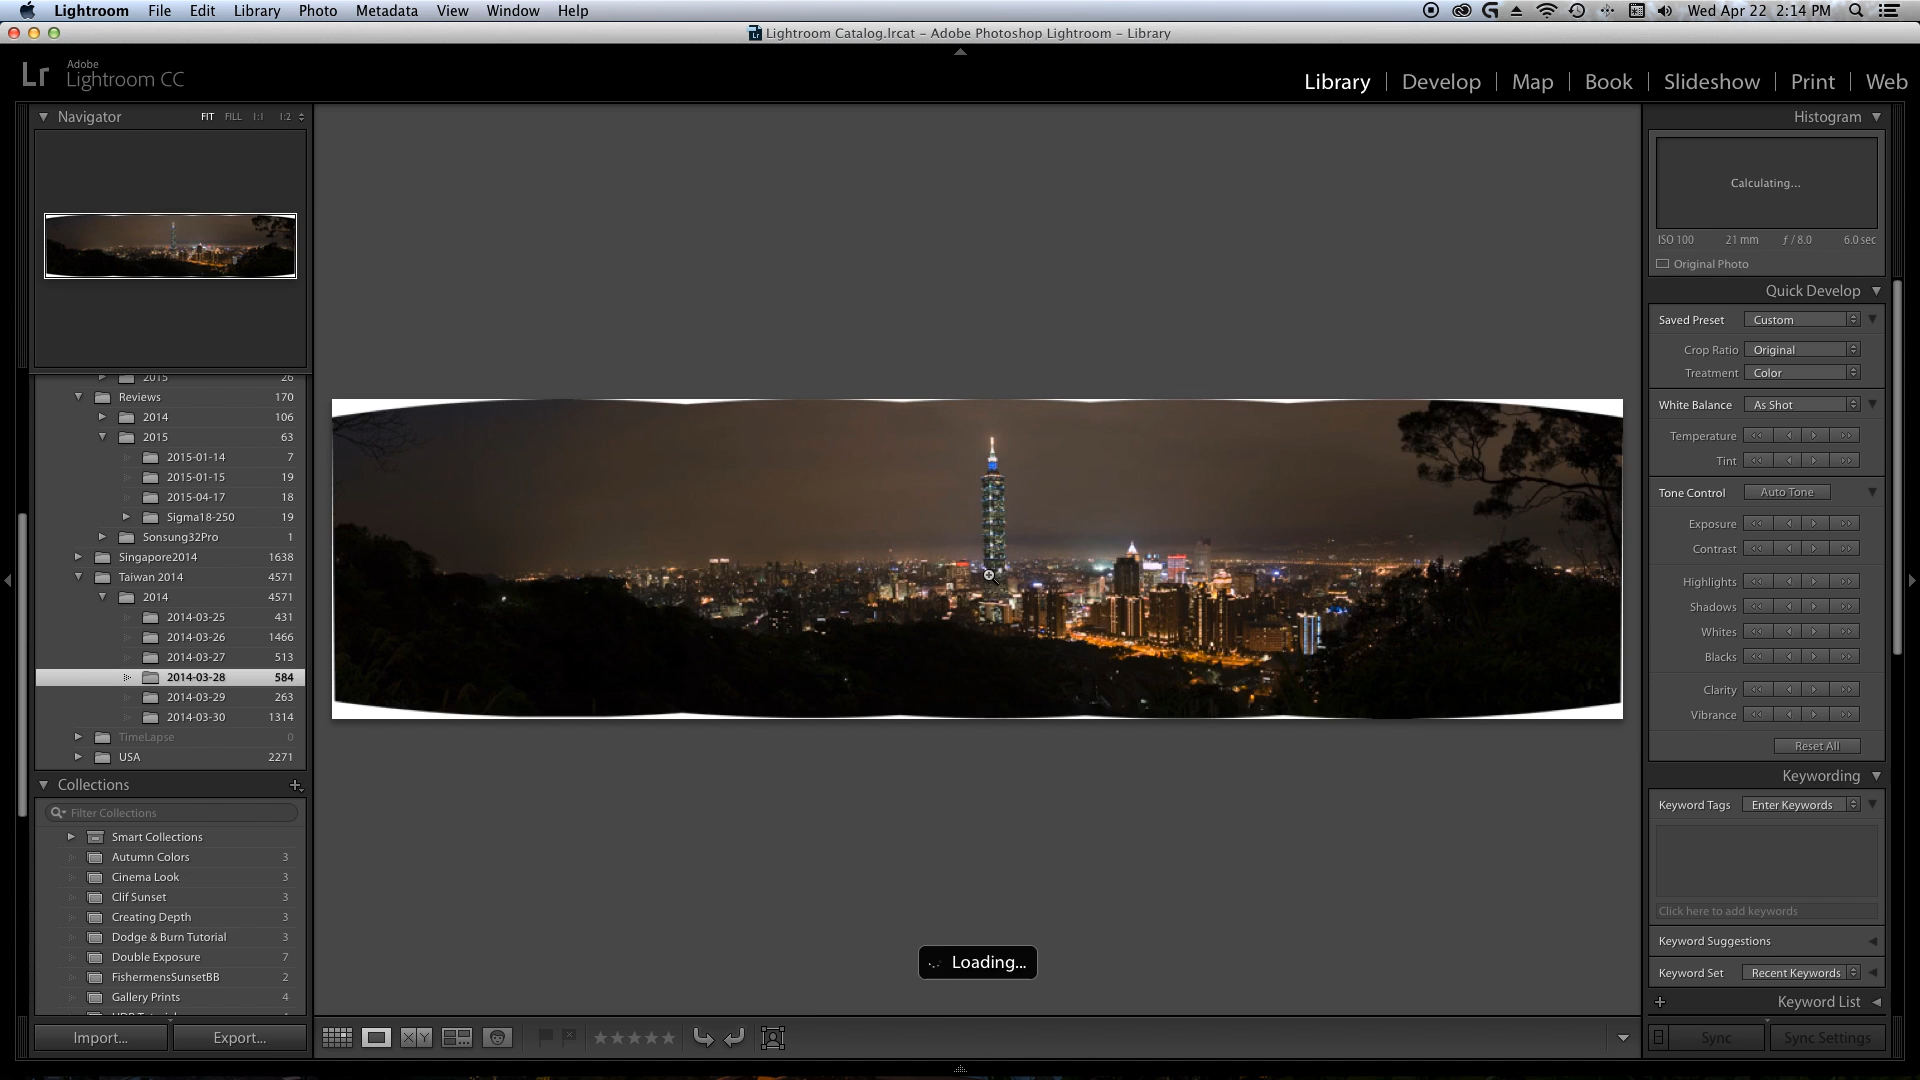 Lightroom File Edit Library Photo Metadata View Window Help
Wed Apr 22 2:14 PM
Lightroom Catalog.lrcat – Adobe Photoshop Lightroom – Library
Lr Adobe
Lightroom CC
Library | Develop | Map | Book | Slideshow | Print | Web
Navigator FIT FILL 1:1 1:2
2015 26
Reviews 170
2014 106
2015 63
2015-01-14 7
2015-01-15 19
2015-04-17 18
Sigma18-250 19
Sonsung32Pro 1
Singapore2014 1638
Taiwan 2014 4571
2014 4571
2014-03-25 431
2014-03-26 1466
2014-03-27 513
2014-03-28 584
2014-03-29 263
2014-03-30 1314
TimeLapse 0
USA 2271
Collections
Filter Collections
Smart Collections
Autumn Colors 3
Cinema Look 3
Clif Sunset 3
Creating Depth 3
Dodge & Burn Tutorial 3
Double Exposure 7
FishermensSunsetBB 2
Gallery Prints 4
Import... Export...
Loading...
XY
Histogram
Calculating...
ISO 100 21 mm ƒ / 8.0 6.0 sec
Original Photo
Quick Develop
Saved Preset Custom
Crop Ratio Original
Treatment Color
White Balance As Shot
Temperature
Tint
Tone Control Auto Tone
Exposure
Contrast
Highlights
Shadows
Whites
Blacks
Clarity
Vibrance
Reset All
Keywording
Keyword Tags Enter Keywords
Click here to add keywords
Keyword Suggestions
Keyword Set Recent Keywords
Keyword List
Sync Sync Settings